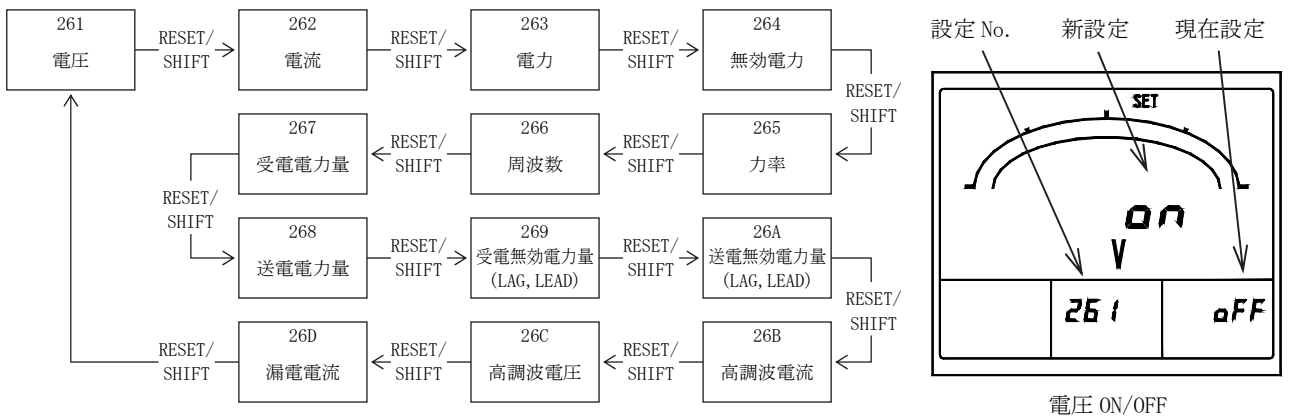 261
電圧
RESET/
SHIFT
262
電流
RESET/
SHIFT
263
電力
RESET/
SHIFT
264
無効電力
RESET/
SHIFT
265
力率
RESET/
SHIFT
266
周波数
RESET/
SHIFT
267
受電電力量
RESET/
SHIFT
268
送電電力量
RESET/
SHIFT
269
受電無効電力量
(LAG, LEAD)
RESET/
SHIFT
26A
送電無効電力量
(LAG, LEAD)
RESET/
SHIFT
26B
高調波電流
RESET/
SHIFT
26C
高調波電圧
RESET/
SHIFT
26D
漏電電流
RESET/
SHIFT
設定 No.
新設定
現在設定
SET
on
V
261
oFF
電圧 ON/OFF